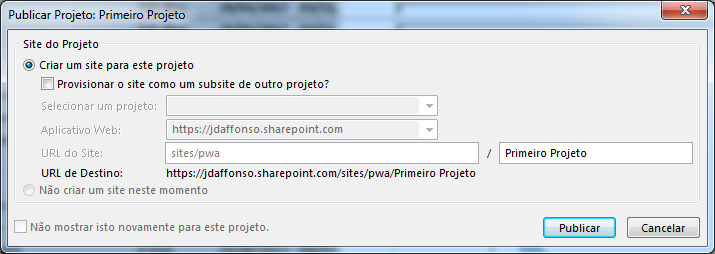 Publicar Projeto: Primeiro Projeto
Site do Projeto
Criar um site para este projeto
Provisionar o site como um subsite de outro projeto?
Selecionar um projeto:
Aplicativo Web: https://jdaffonso.sharepoint.com
URL do Site: sites/pwa / Primeiro Projeto
URL de Destino: https://jdaffonso.sharepoint.com/sites/pwa/Primeiro Projeto
Não criar um site neste momento
Não mostrar isto novamente para este projeto.
Publicar Cancelar